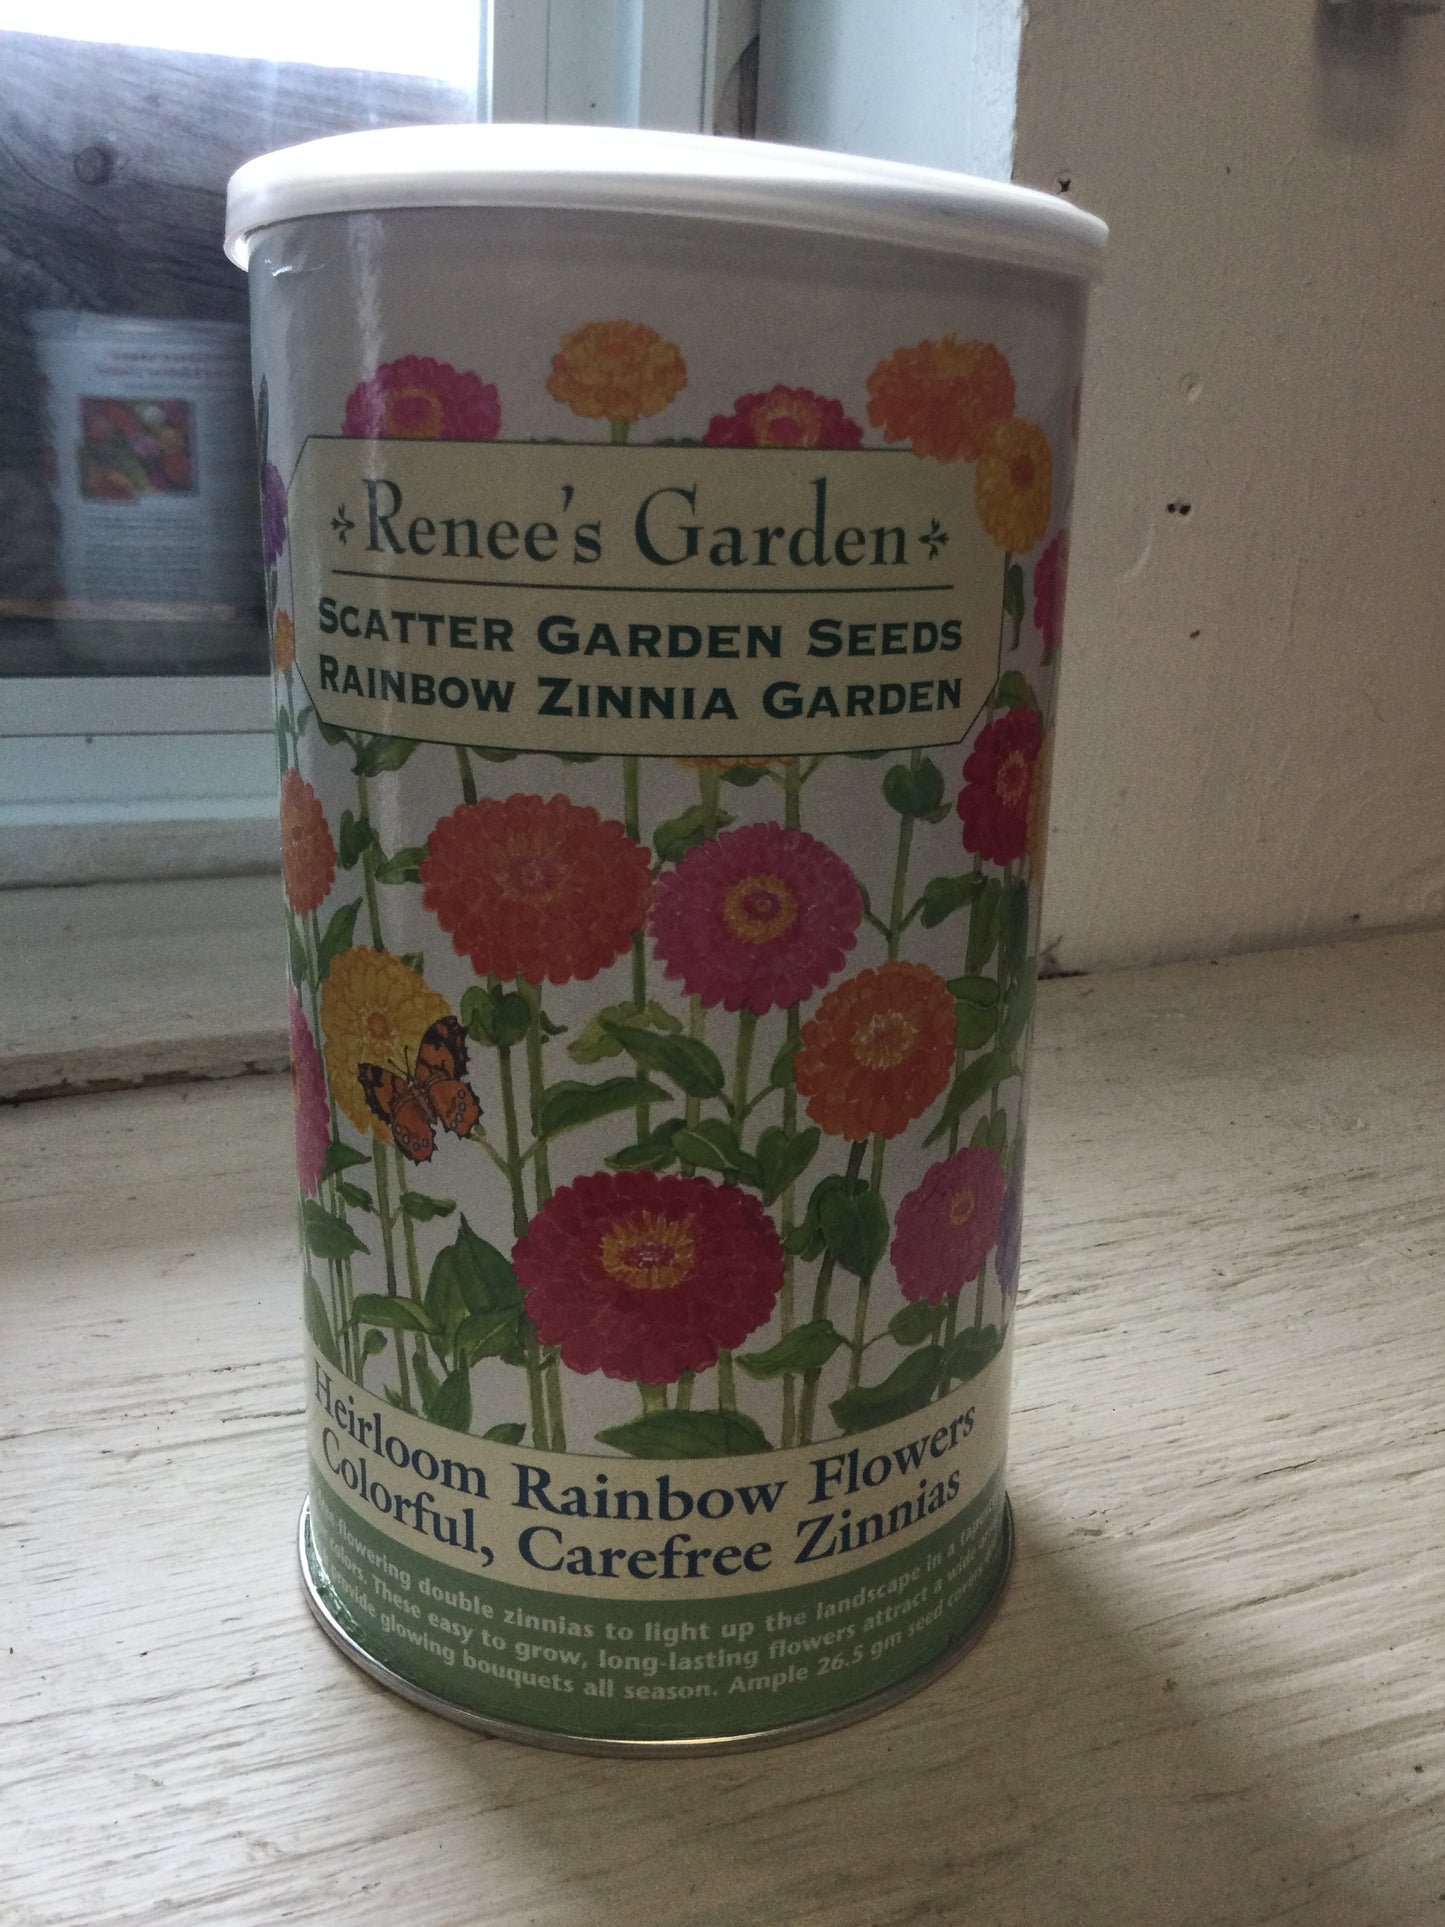 Renee's Garden
SCATTER GARDEN SEEDS
RAINBOW ZINNIA GARDEN
Heirloom Rainbow Flowers
Colorful, Carefree Zinnias
flowering double zinnias to light up the landscape in a
colors. These easy to grow, long-lasting flowers attract a wide
provide glowing bouquets all season. Ample 26.5 gm seed covers